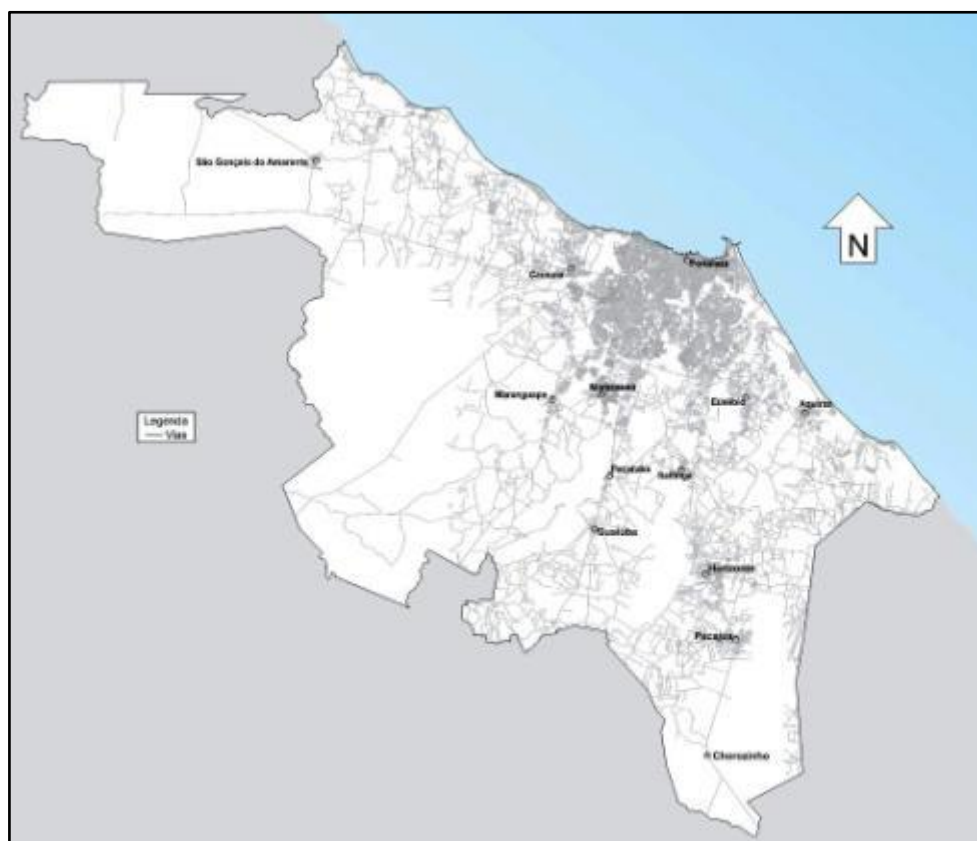 São Gonçalo do Amarante
N
Caucaia
Fortaleza
Maranguape
Maracanaú
Eusébio
Aquiraz
Legenda
Vias
Pacatuba
Itaitinga
Guaiúba
Horizonte
Pacajus
Chorozinho